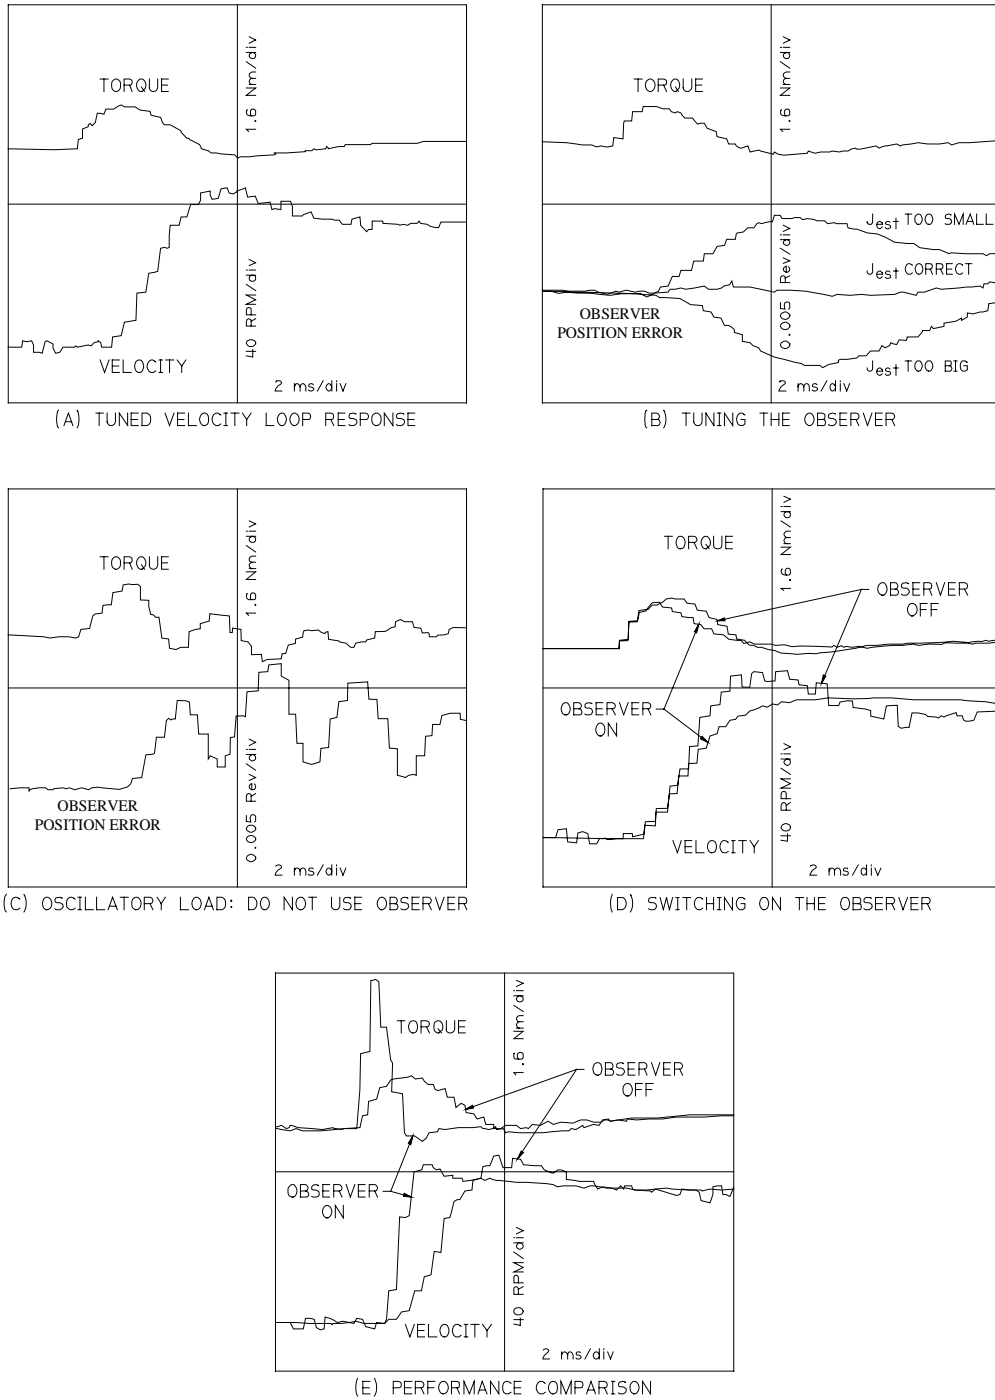 TORQUE
1.6 Nm/div
VELOCITY
40 RPM/div
2 ms/div
(A) TUNED VELOCITY LOOP RESPONSE
TORQUE
1.6 Nm/div
Jest TOO SMALL
0.005 Rev/div
Jest CORRECT
OBSERVER
POSITION ERROR
Jest TOO BIG
2 ms/div
(B) TUNING THE OBSERVER
TORQUE
1.6 Nm/div
OBSERVER
POSITION ERROR
0.005 Rev/div
2 ms/div
(C) OSCILLATORY LOAD: DO NOT USE OBSERVER
TORQUE
1.6 Nm/div
OBSERVER
OFF
OBSERVER
ON
40 RPM/div
VELOCITY
2 ms/div
(D) SWITCHING ON THE OBSERVER
TORQUE
1.6 Nm/div
OBSERVER
OFF
OBSERVER
ON
40 RPM/div
VELOCITY
2 ms/div
(E) PERFORMANCE COMPARISON